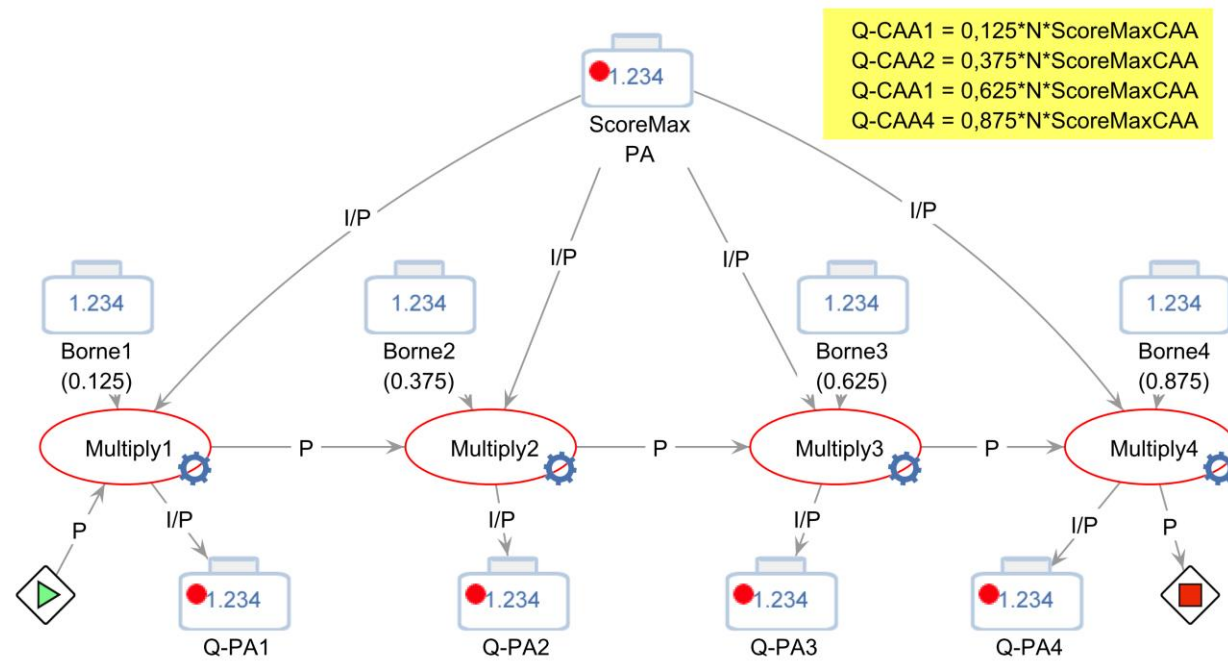 Q-CAA1 = 0,125*N*ScoreMaxCAA
Q-CAA2 = 0,375*N*ScoreMaxCAA
Q-CAA1 = 0,625*N*ScoreMaxCAA
Q-CAA4 = 0,875*N*ScoreMaxCAA
1.234
ScoreMax
PA
I/P
I/P
I/P
I/P
1.234
Borne1
(0.125)
1.234
Borne2
(0.375)
1.234
Borne3
(0.625)
1.234
Borne4
(0.875)
Multiply1
P
Multiply2
P
Multiply3
P
Multiply4
P
I/P
I/P
I/P
I/P
P
1.234
Q-PA1
1.234
Q-PA2
1.234
Q-PA3
1.234
Q-PA4